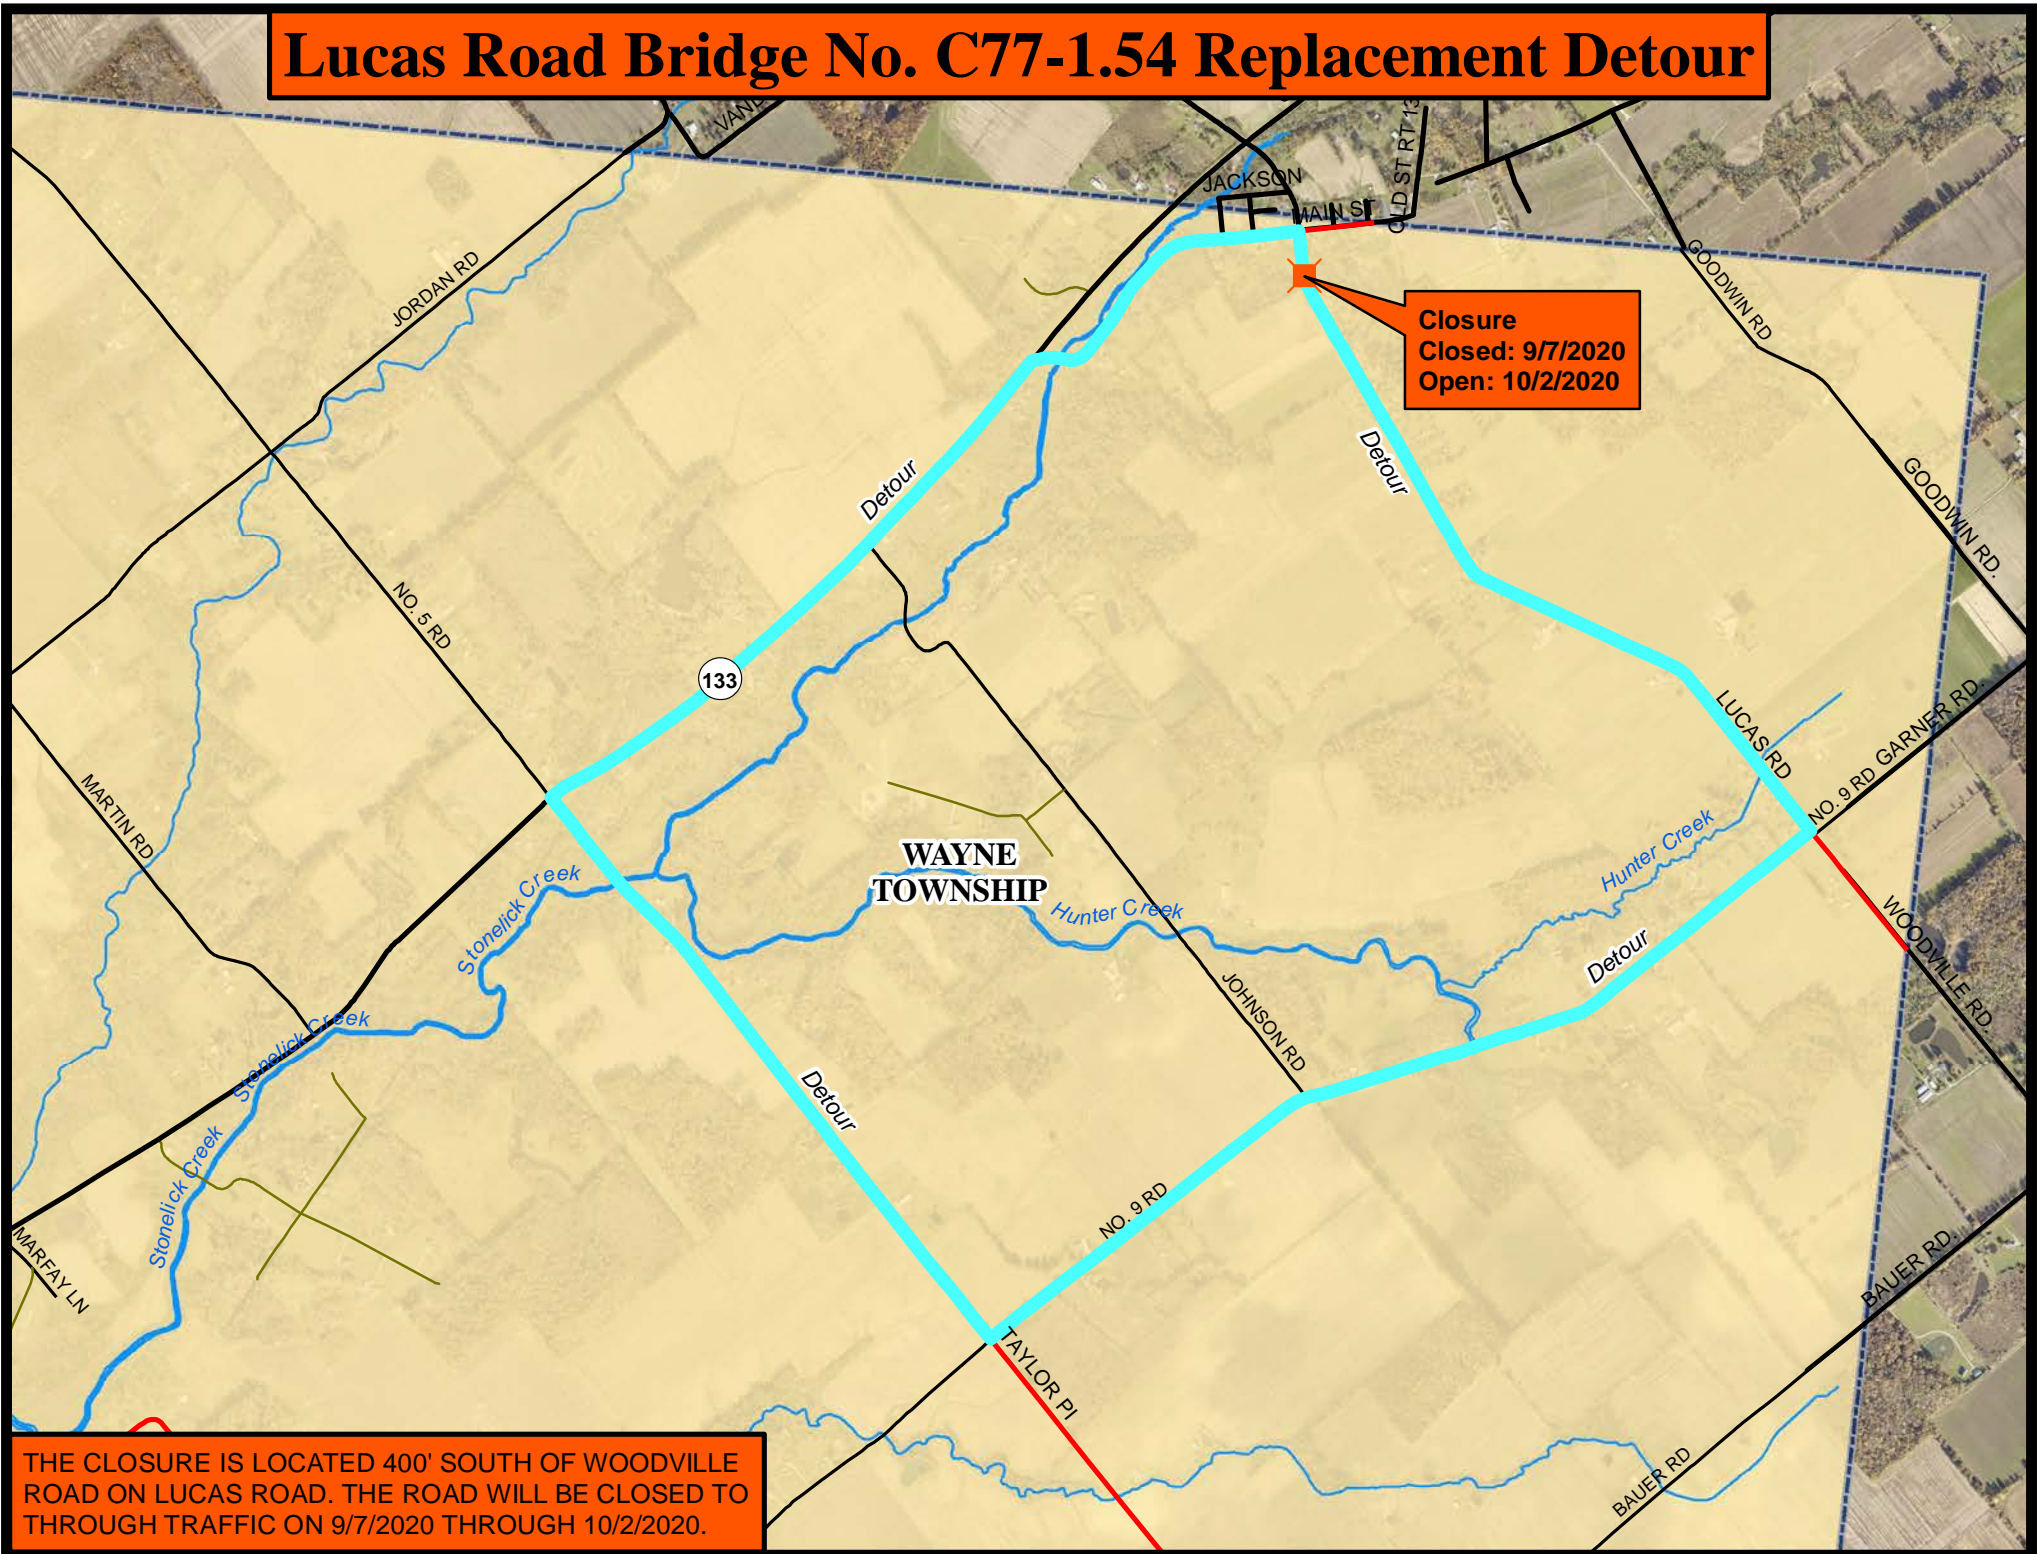 Lucas Road Bridge No. C77-1.54 Replacement Detour
JACKSON
MAIN ST
OLD ST RT 13
GOODWIN RD
JORDAN RD
Closure
Closed: 9/7/2020
Open: 10/2/2020
Detour
Detour
GOODWIN RD.
NO. 5 RD
133
LUCAS RD
NO. 9 RD
GARNER RD.
MARTIN RD
WAYNE
TOWNSHIP
Hunter Creek
Hunter Creek
Stonelick Creek
Stonelick Creek
Stonelick Creek
WOODVILLE RD.
Detour
JOHNSON RD
Detour
NO. 9 RD
MARFAY LN
BAUER RD.
TAYLOR PI
BAUER RD
THE CLOSURE IS LOCATED 400' SOUTH OF WOODVILLE
ROAD ON LUCAS ROAD. THE ROAD WILL BE CLOSED TO
THROUGH TRAFFIC ON 9/7/2020 THROUGH 10/2/2020.